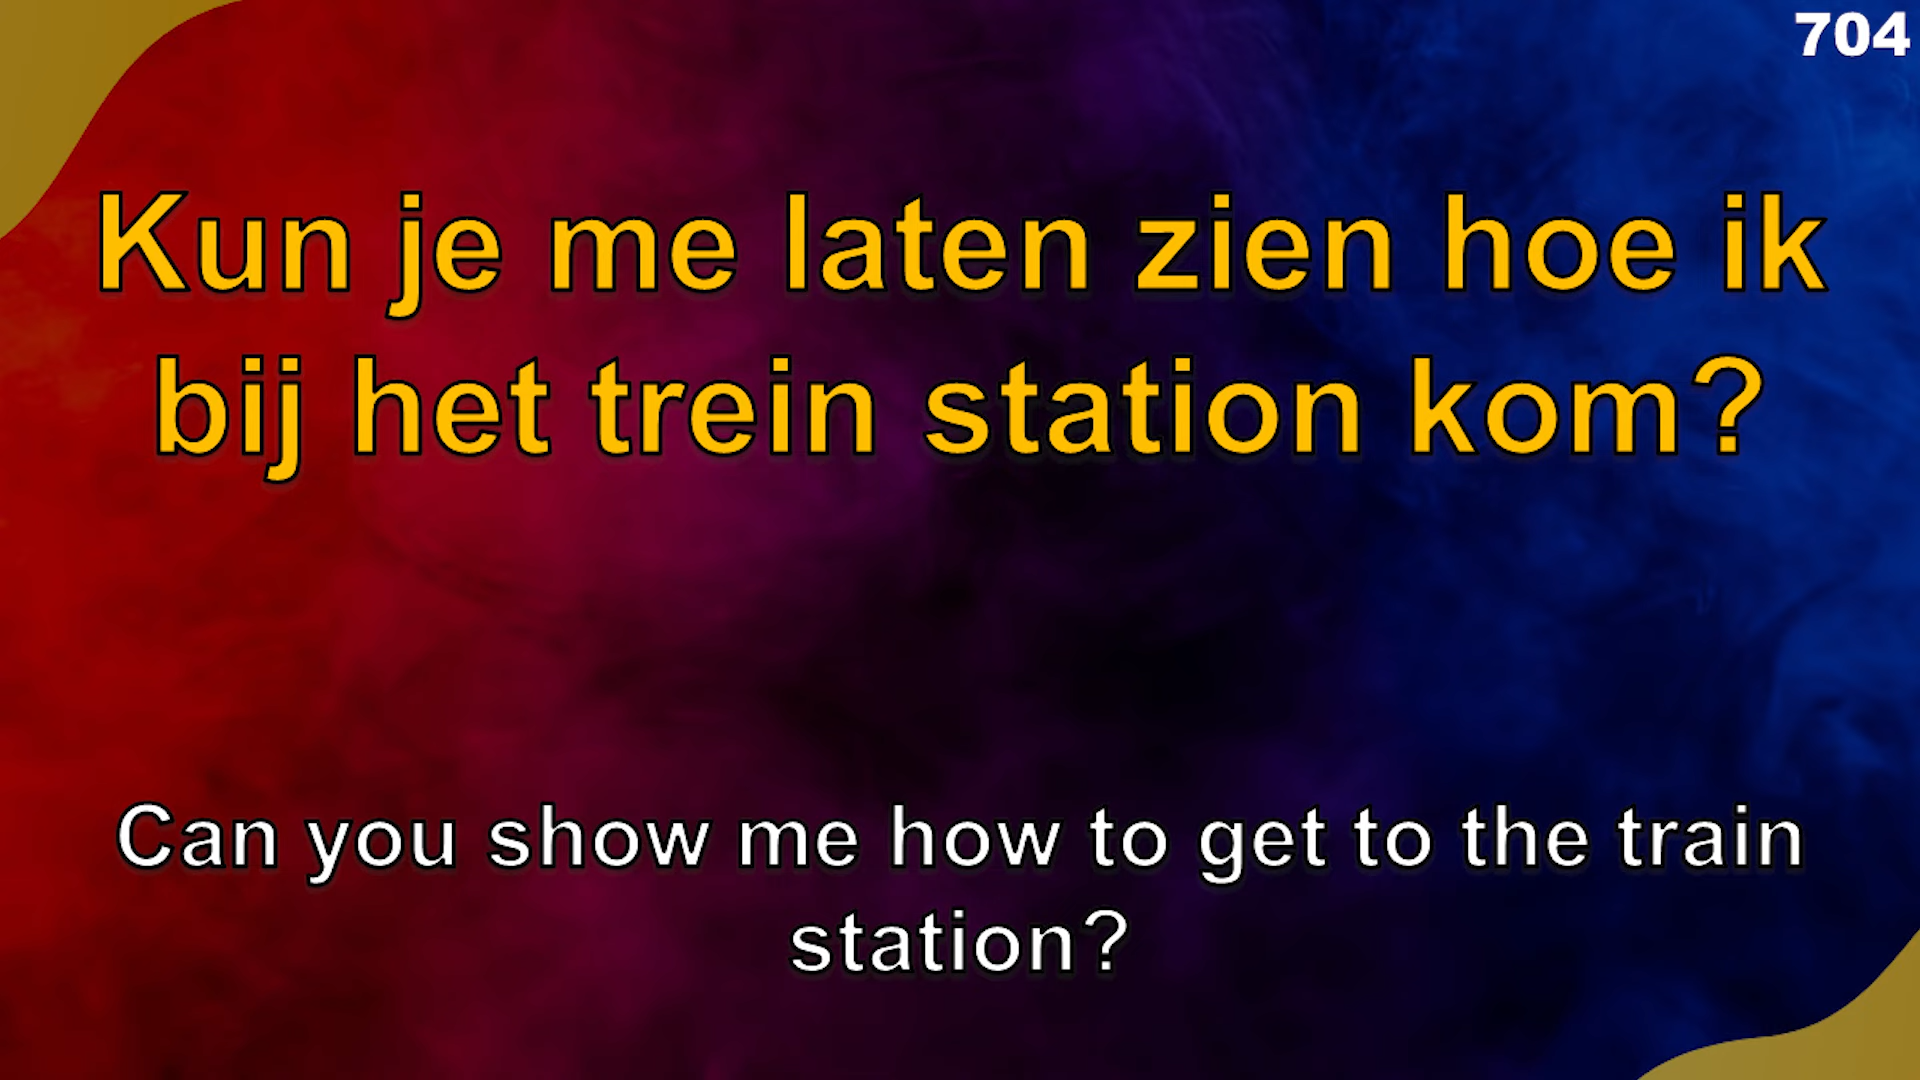 704
Kun je me laten zien hoe ik
bij het trein station kom?
Can you show me how to get to the train
station?